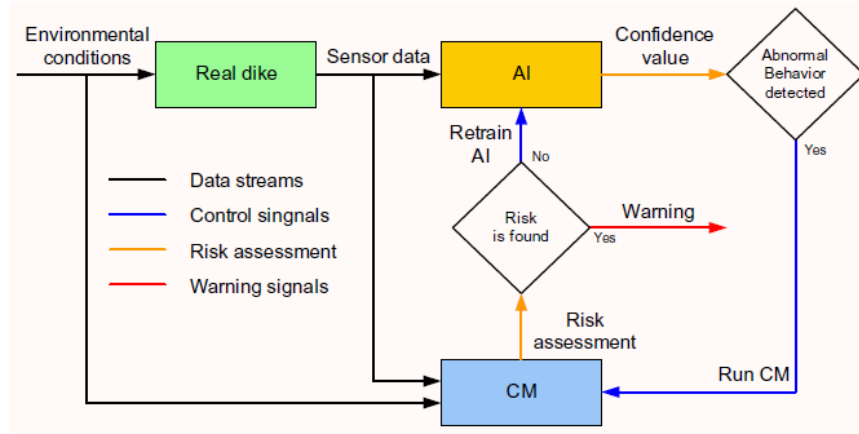 Environmental
conditions
Real dike
Sensor data
AI
Confidence
value
Abnormal
Behavior
detected
Yes
Retrain
AI
No
Data streams
Control singnals
Risk assessment
Warning signals
Risk
is found
Yes
Warning
Risk
assessment
CM
Run CM